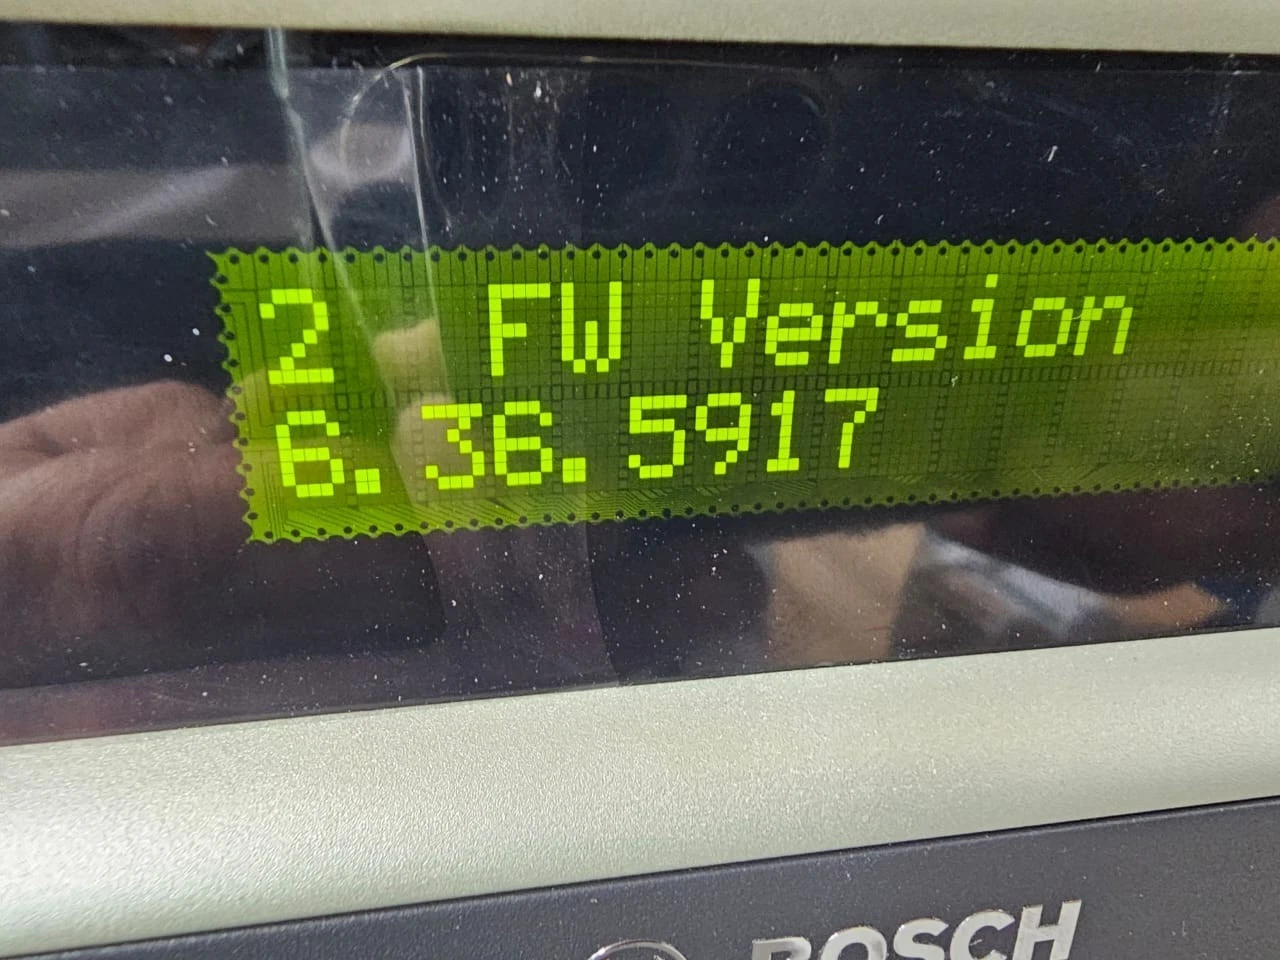 2 FW Version
6.36.5917
BOSCH